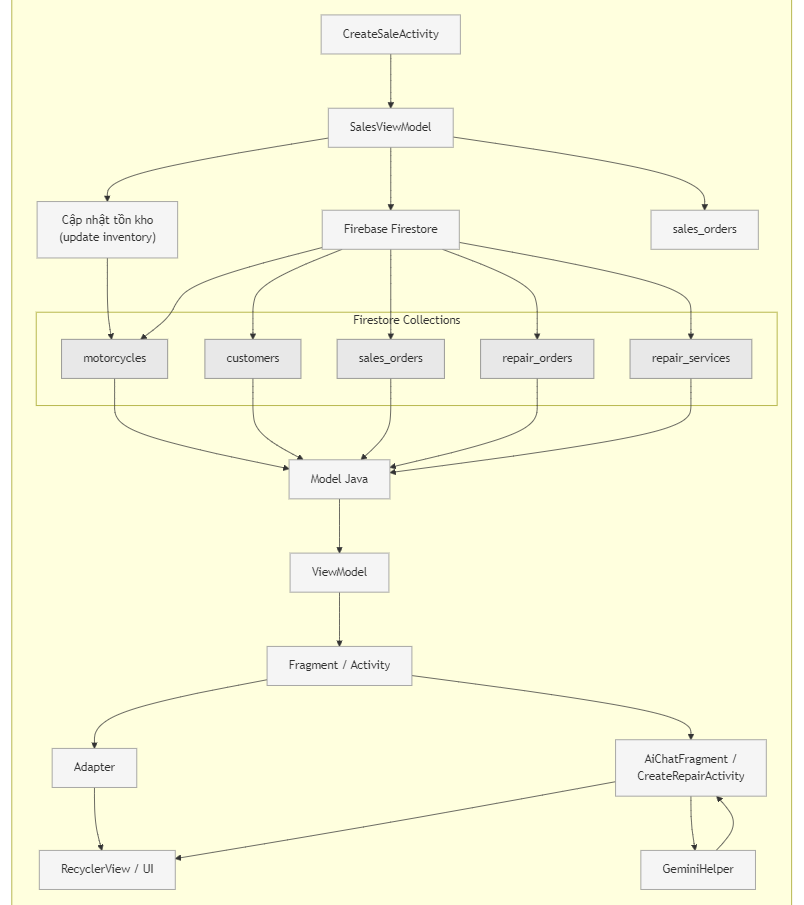 CreateSaleActivity
SalesViewModel
Cập nhật tồn kho
(update inventory)
Firebase Firestore
sales_orders
Firestore Collections
motorcycles
customers
sales_orders
repair_orders
repair_services
Model Java
ViewModel
Fragment / Activity
Adapter
AiChatFragment /
CreateRepairActivity
RecyclerView / UI
GeminiHelper